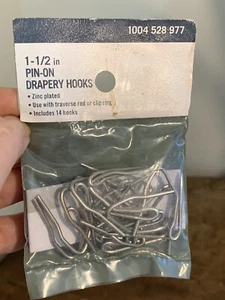 1004 528 977
1-1/2 in
PIN-ON
DRAPERY HOOKS
• Zinc plated
• Use with traverse rod or clip ring
• Includes 14 hooks